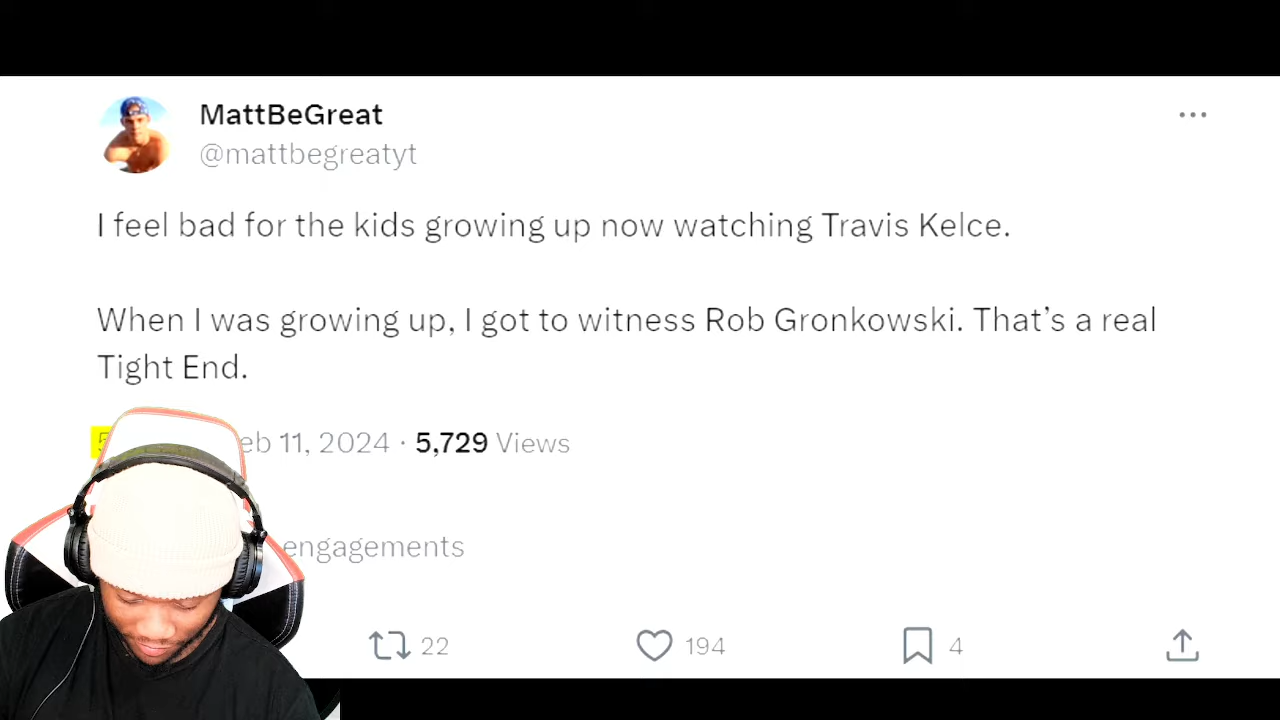 MattBeGreat
@mattbegreatyt
I feel bad for the kids growing up now watching Travis Kelce.
When I was growing up, I got to witness Rob Gronkowski. That’s a real
Tight End.
eb 11, 2024 · 5,729 Views
engagements
22 194 4